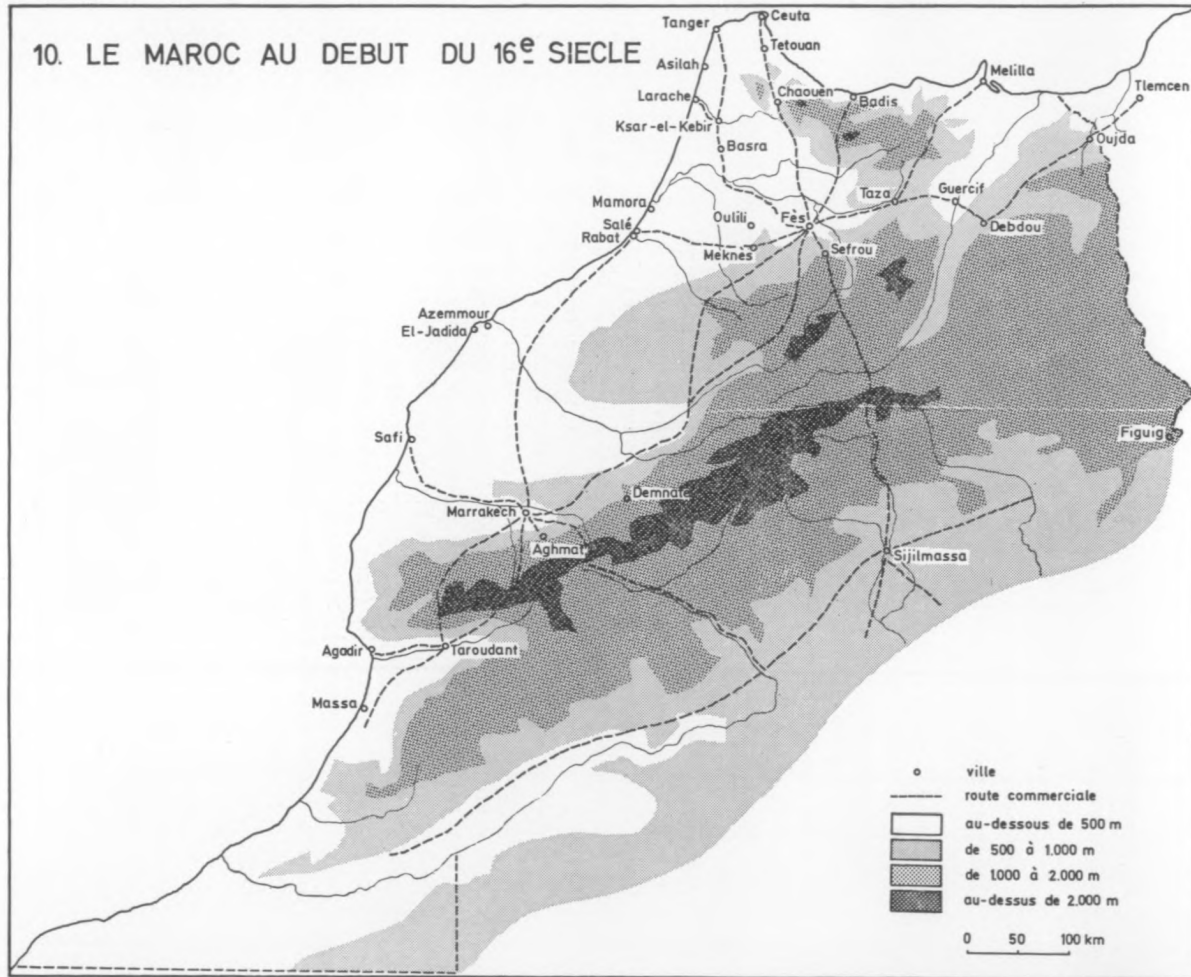 10. LE MAROC AU DEBUT DU 16e SIECLE
Ceuta
Tanger
Tetouan
Asilah
Melilla
Tlemcen
Larache
Chaouen
Badis
Ksar-el-Kebir
Oujda
Basra
Taza
Guercif
Mamora
Oulili
Fès
Debdou
Salé
Rabat
Meknès
Sefrou
Azemmour
El-Jadida
Safi
Figuig
Demnate
Marrakech
Aghmat
Sijilmassa
Agadir
Taroudant
Massa
ville
route commerciale
au-dessous de 500 m
de 500 à 1.000 m
de 1000 à 2.000 m
au-dessus de 2.000 m
0 50 100 km